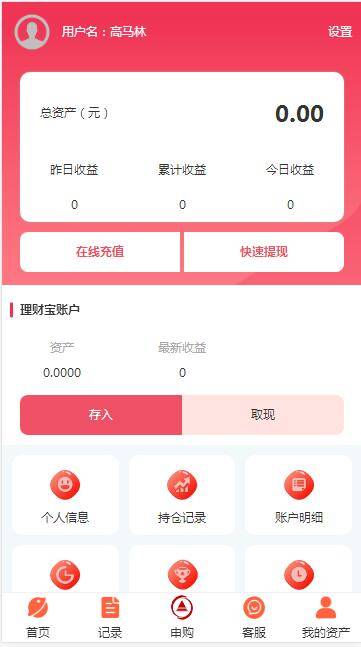 用户名：高马林 设置
总资产（元） 0.00
昨日收益 累计收益 今日收益
0 0 0
在线充值 快速提现
理财宝账户
资产 最新收益
0.0000 0
存入 取现
个人信息 持仓记录 账户明细
首页 记录 申购 客服 我的资产